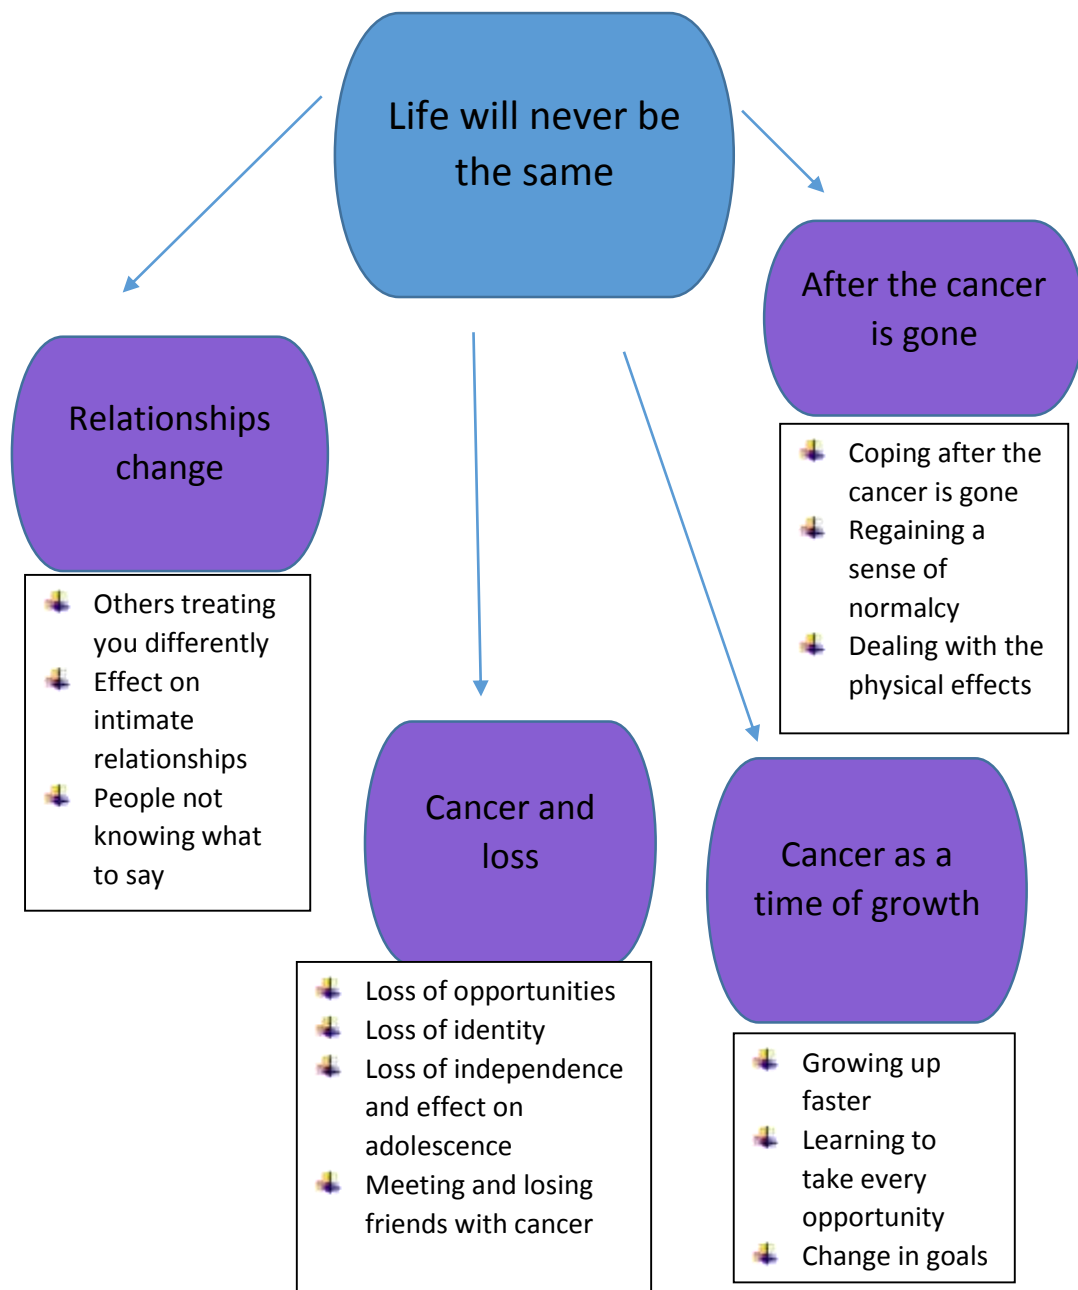 Life will never be
the same
After the cancer
is gone
Coping after the
cancer is gone
Regaining a
sense of
normalcy
Dealing with the
physical effects
Relationships
change
Others treating
you differently
Effect on
intimate
relationships
People not
knowing what
to say
Cancer and
loss
Loss of opportunities
Loss of identity
Loss of independence
and effect on
adolescence
Meeting and losing
friends with cancer
Cancer as a
time of growth
Growing up
faster
Learning to
take every
opportunity
Change in goals